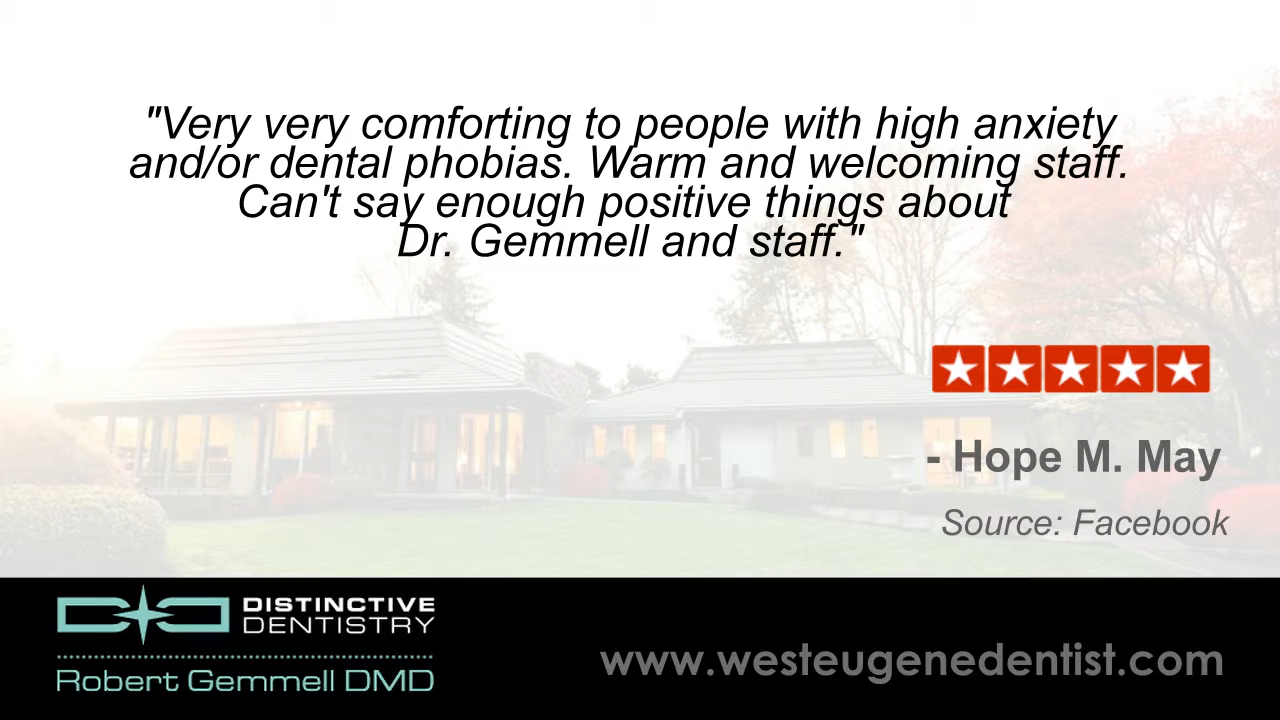 "Very very comforting to people with high anxiety
and/or dental phobias. Warm and welcoming staff.
Can't say enough positive things about
Dr. Gemmell and staff."
- Hope M. May
Source: Facebook
DISTINCTIVE
DENTISTRY
Robert Gemmell DMD
www.westeugenedentist.com